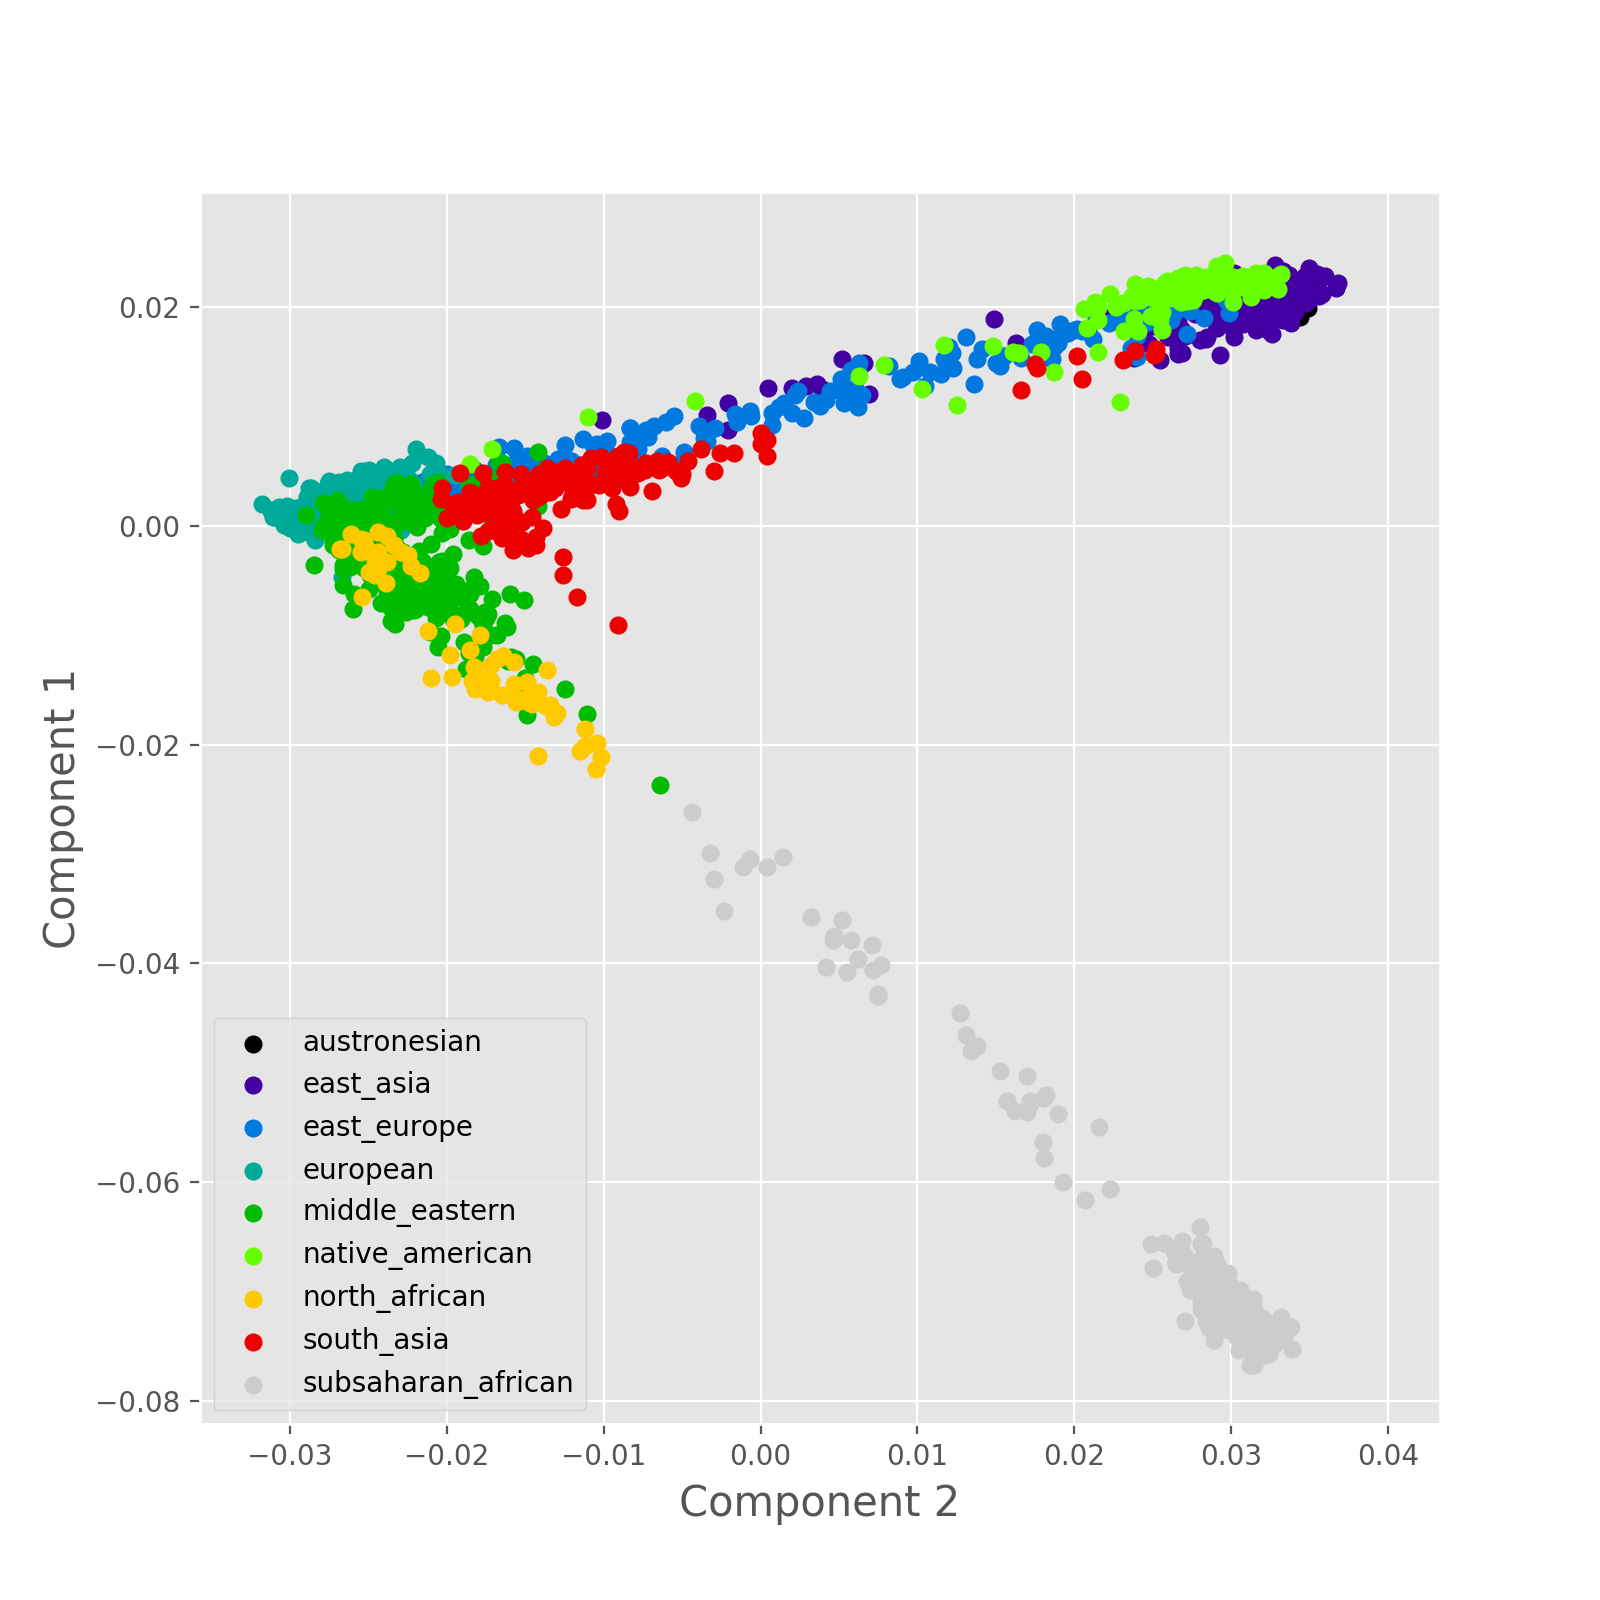 0.02
0.00
−0.02
−0.04
−0.06
−0.08
Component 1
austronesian
east_asia
east_europe
european
middle_eastern
native_american
north_african
south_asia
subsaharan_african
−0.03 −0.02 −0.01 0.00 0.01 0.02 0.03 0.04
Component 2